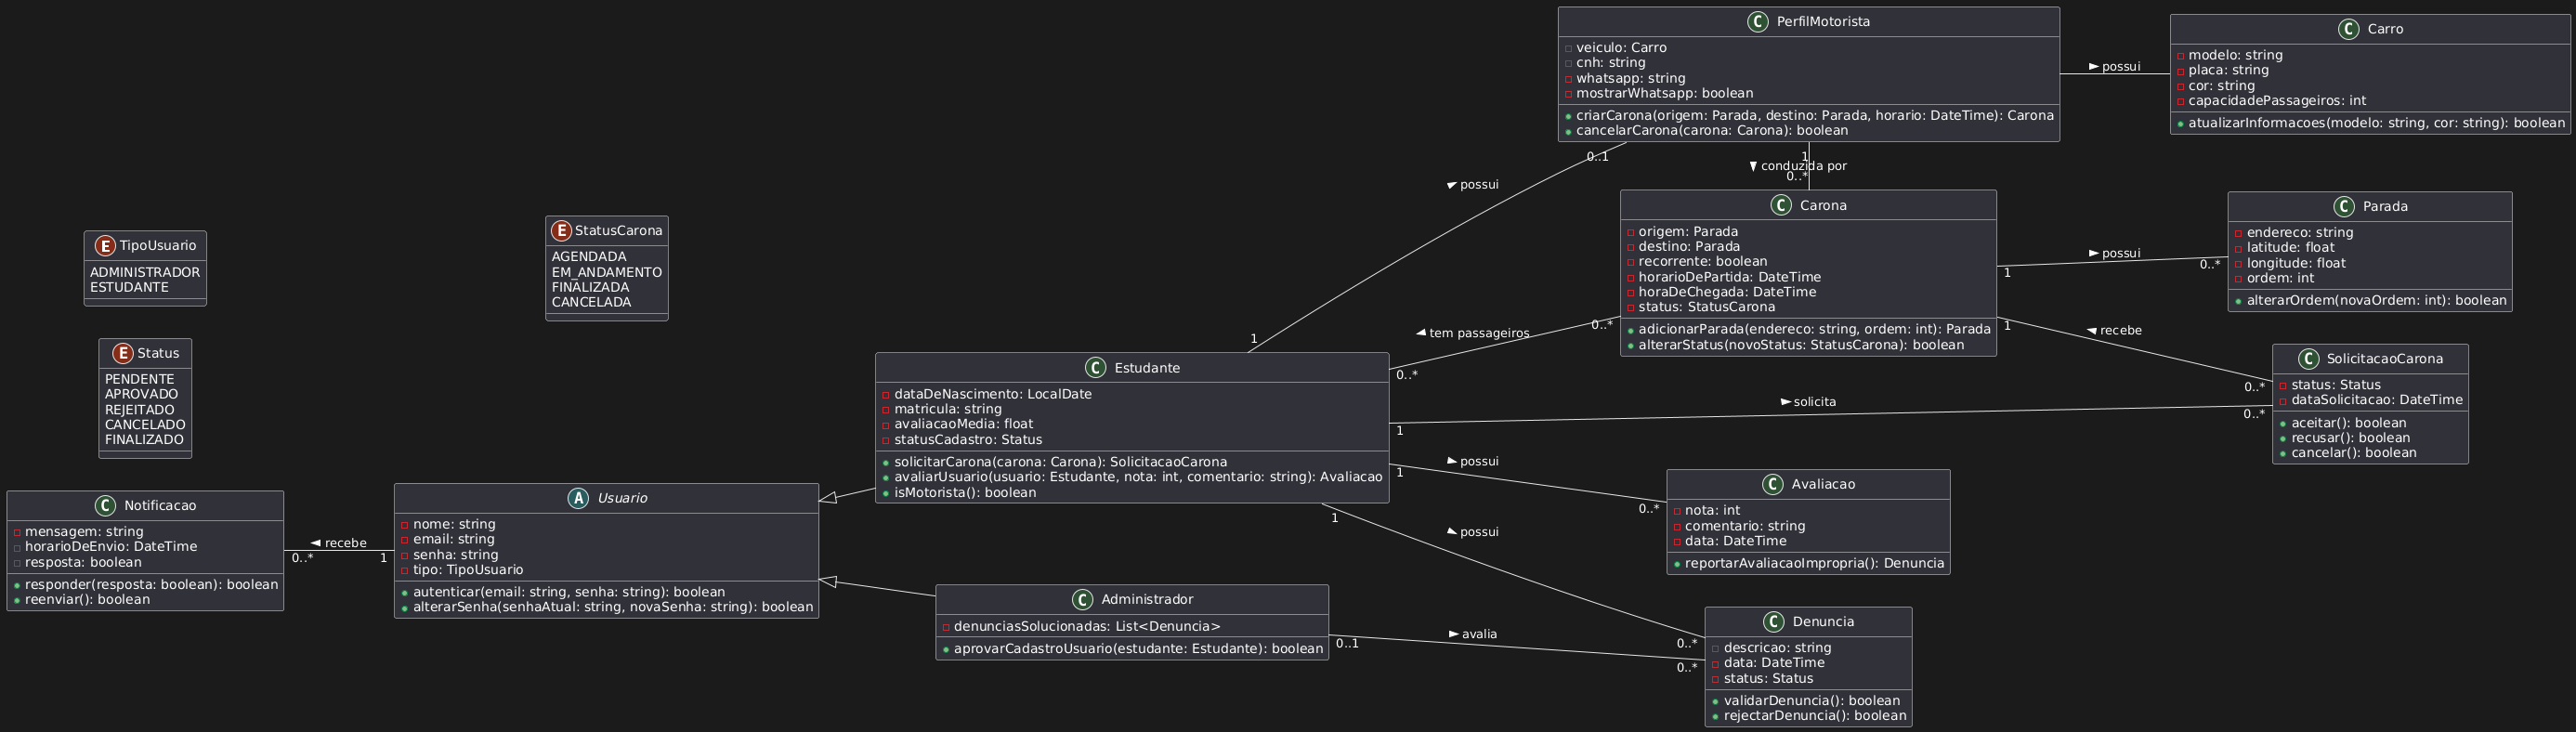 PerfilMotorista
veiculo: Carro
cnh: string
whatsapp: string
mostrarWhatsapp: boolean
criarCarona(origem: Parada, destino: Parada, horario: DateTime): Carona
cancelarCarona(carona: Carona): boolean
possui
Carro
modelo: string
placa: string
cor: string
capacidadePassageiros: int
atualizarInformacoes(modelo: string, cor: string): boolean
0..1
1
conduzida por
0..*
possui
1
TipoUsuario
ADMINISTRADOR
ESTUDANTE
StatusCarona
AGENDADA
EM_ANDAMENTO
FINALIZADA
CANCELADA
Carona
origem: Parada
destino: Parada
recorrente: boolean
horarioDePartida: DateTime
horaDeChegada: DateTime
status: StatusCarona
adicionarParada(endereco: string, ordem: int): Parada
alterarStatus(novoStatus: StatusCarona): boolean
possui
1
0..*
Parada
endereco: string
latitude: float
longitude: float
ordem: int
alterarOrdem(novaOrdem: int): boolean
Status
PENDENTE
APROVADO
REJEITADO
CANCELADO
FINALIZADO
tem passageiros
0..*
0..*
1
recebe
0..*
SolicitacaoCarona
status: Status
dataSolicitacao: DateTime
aceitar(): boolean
recusar(): boolean
cancelar(): boolean
Estudante
dataDeNascimento: LocalDate
matricula: string
avaliacaoMedia: float
statusCadastro: Status
solicitarCarona(carona: Carona): SolicitacaoCarona
avaliarUsuario(usuario: Estudante, nota: int, comentario: string): Avaliacao
isMotorista(): boolean
solicita
1
0..*
possui
1
0..*
Avaliacao
nota: int
comentario: string
data: DateTime
reportarAvaliacaoImpropria(): Denuncia
possui
1
0..*
Notificacao
mensagem: string
horarioDeEnvio: DateTime
resposta: boolean
responder(resposta: boolean): boolean
reenviar(): boolean
recebe
0..*
1
Usuario
nome: string
email: string
senha: string
tipo: TipoUsuario
autenticar(email: string, senha: string): boolean
alterarSenha(senhaAtual: string, novaSenha: string): boolean
Administrador
denunciasSolucionadas: List<Denuncia>
aprovarCadastroUsuario(estudante: Estudante): boolean
avalia
0..1
0..*
Denuncia
descricao: string
data: DateTime
status: Status
validarDenuncia(): boolean
rejectarDenuncia(): boolean